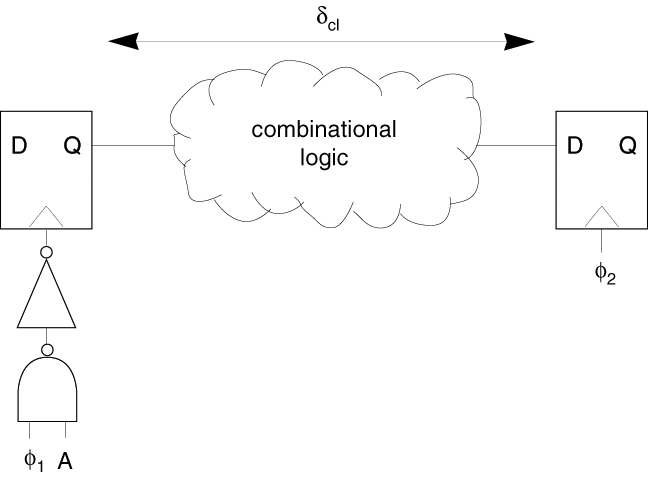 δcl
D Q
combinational
logic
D Q
ϕ2
ϕ1 A